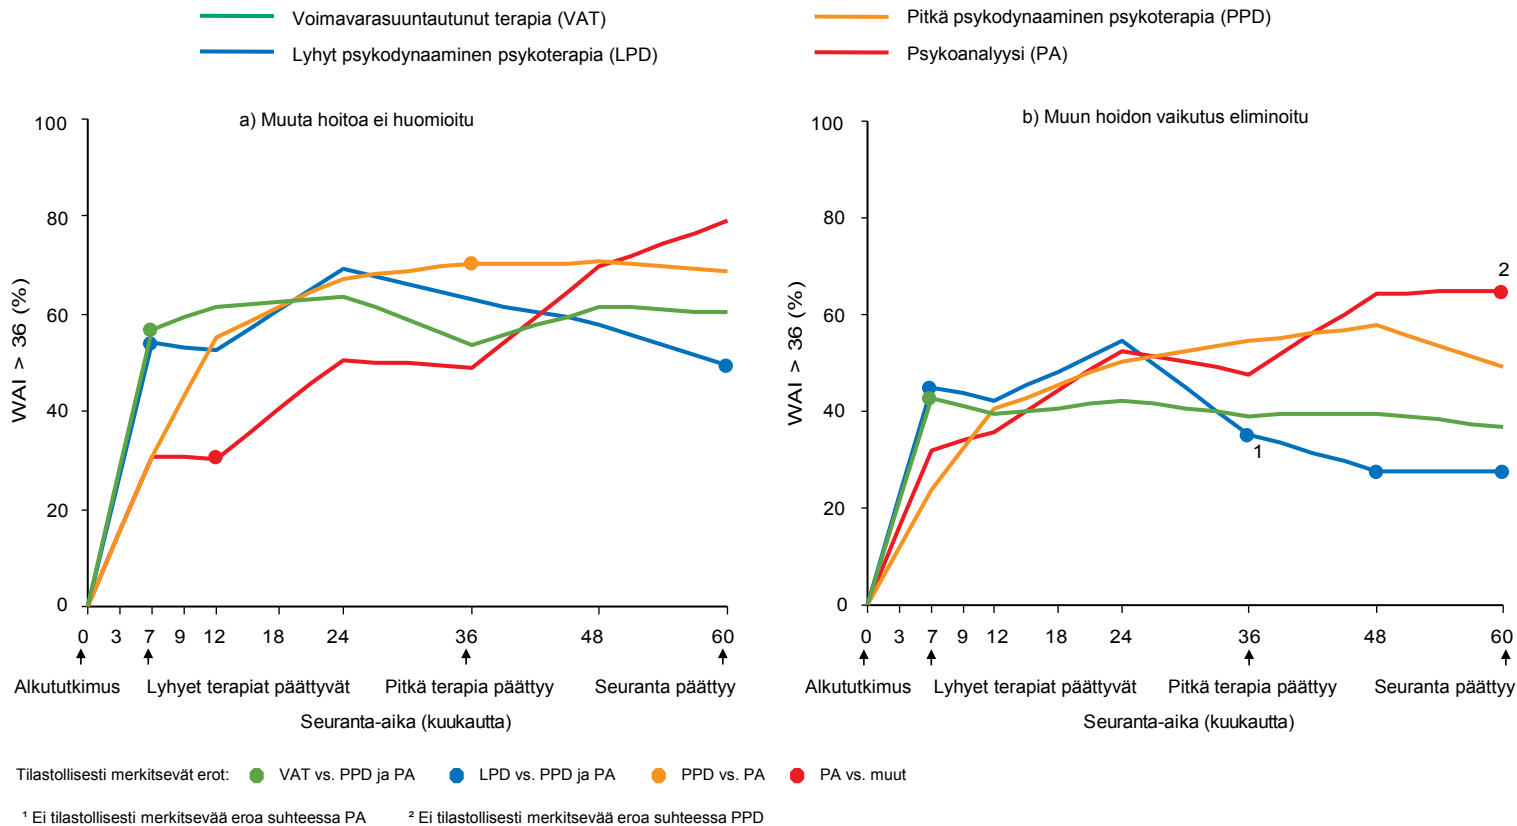 Voimavarasuuntautunut terapia (VAT)
Lyhyt psykodynaaminen psykoterapia (LPD)
Pitkä psykodynaaminen psykoterapia (PPD)
Psykoanalyysi (PA)
a) Muuta hoitoa ei huomioitu
WAI > 36 (%)
100
80
60
40
20
0
0 3 7 9 12 18 24 36 48 60
Alkututkimus Lyhyet terapiat päättyvät Pitkä terapia päättyy Seuranta päättyy
Seuranta-aika (kuukautta)
b) Muun hoidon vaikutus eliminoitu
WAI > 36 (%)
100
80
60
40
20
0
2
1
0 3 7 9 12 18 24 36 48 60
Alkututkimus Lyhyet terapiat päättyvät Pitkä terapia päättyy Seuranta päättyy
Seuranta-aika (kuukautta)
Tilastollisesti merkitsevät erot: VAT vs. PPD ja PA LPD vs. PPD ja PA PPD vs. PA PA vs. muut
¹ Ei tilastollisesti merkitsevää eroa suhteessa PA ² Ei tilastollisesti merkitsevää eroa suhteessa PPD